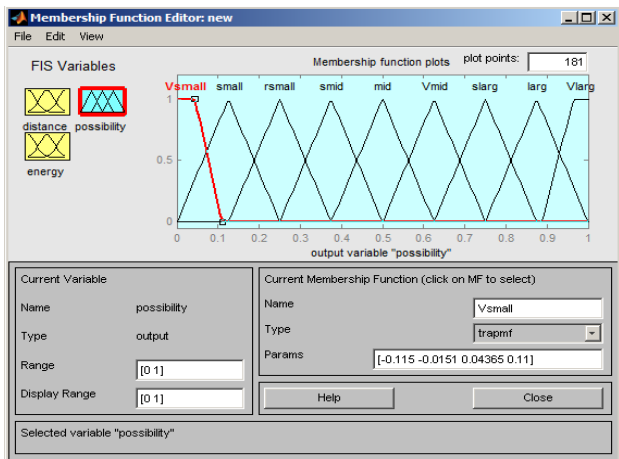 Membership Function Editor: new
File Edit View
FIS Variables
distance possibility
energy
Membership function plots plot points: 181
Vsmall small rsmall smid mid Vmid slarg larg Vlarg
1
0.5
0
0 0.1 0.2 0.3 0.4 0.5 0.6 0.7 0.8 0.9 1
output variable "possibility"
Current Variable
Name possibility
Type output
Range [0 1]
Display Range [0 1]
Current Membership Function (click on MF to select)
Name Vsmall
Type trapmf
Params [-0.115 -0.0151 0.04365 0.11]
Help Close
Selected variable "possibility"